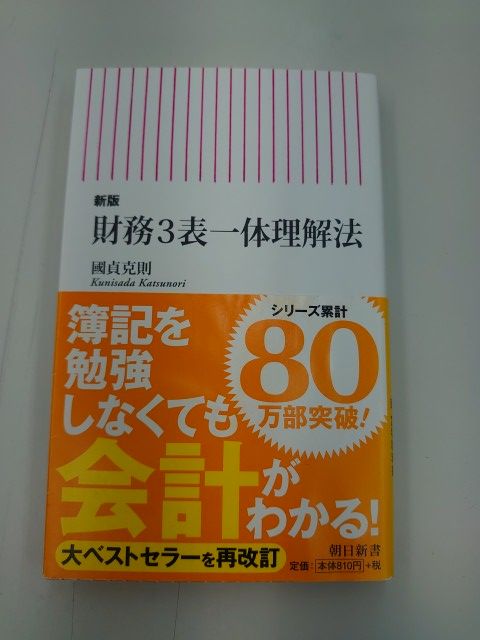 新版
財務3表一体理解法
國貞克則
Kunisada Katsunori
シリーズ累計
80
万部突破!
簿記を
勉強
しなくても
会計が
わかる!
大ベストセラーを再改訂
朝日新書
定価:本体810円+税